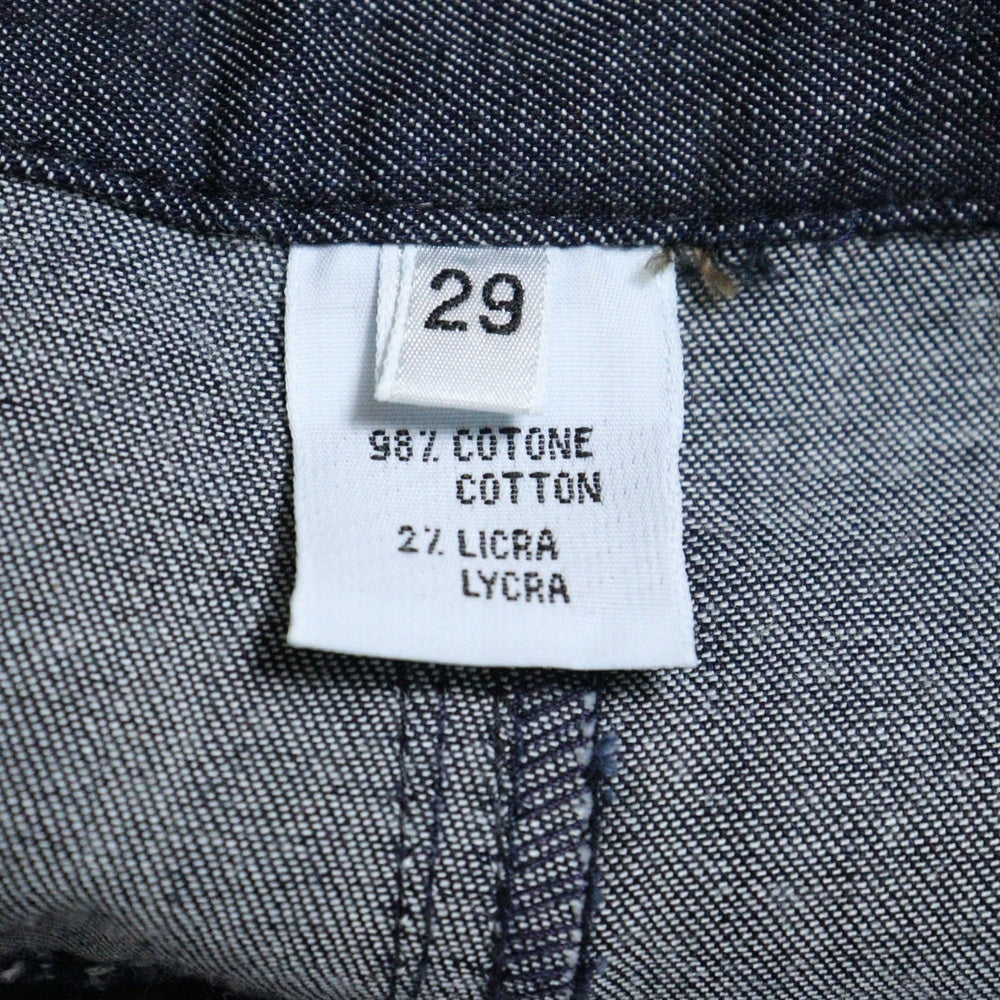 29
98% COTONE
COTTON
2% LICRA
LYCRA